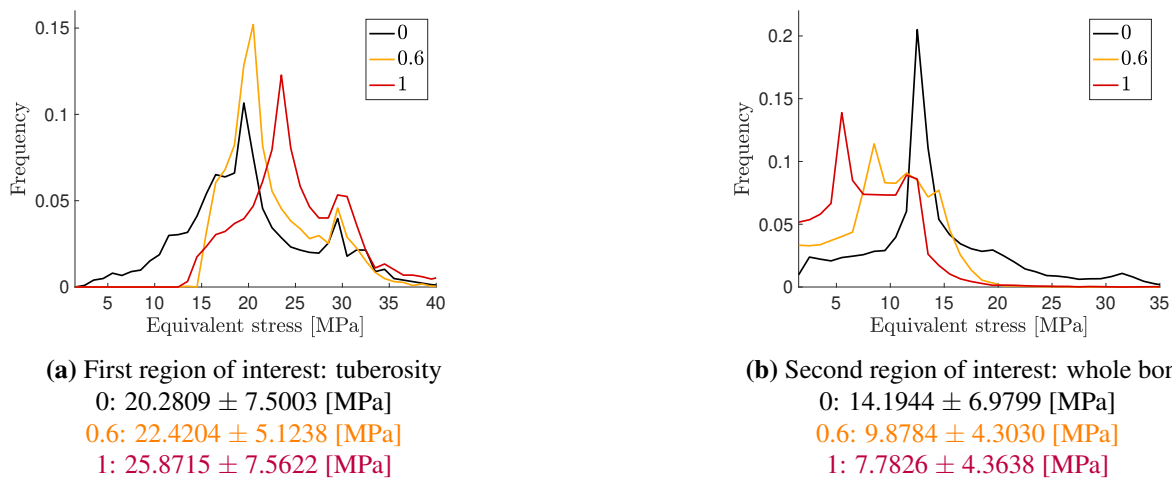 0.15
0.1
0.05
0
5 10 15 20 25 30 35 40
Frequency
Equivalent stress [MPa]
0
0.6
1
(a) First region of interest: tuberosity
0: 20.2809 ± 7.5003 [MPa]
0.6: 22.4204 ± 5.1238 [MPa]
1: 25.8715 ± 7.5622 [MPa]
0.2
0.15
0.1
0.05
0
5 10 15 20 25 30 35
Frequency
Equivalent stress [MPa]
0
0.6
1
(b) Second region of interest: whole
0: 14.1944 ± 6.9799 [MPa]
0.6: 9.8784 ± 4.3030 [MPa]
1: 7.7826 ± 4.3638 [MPa]